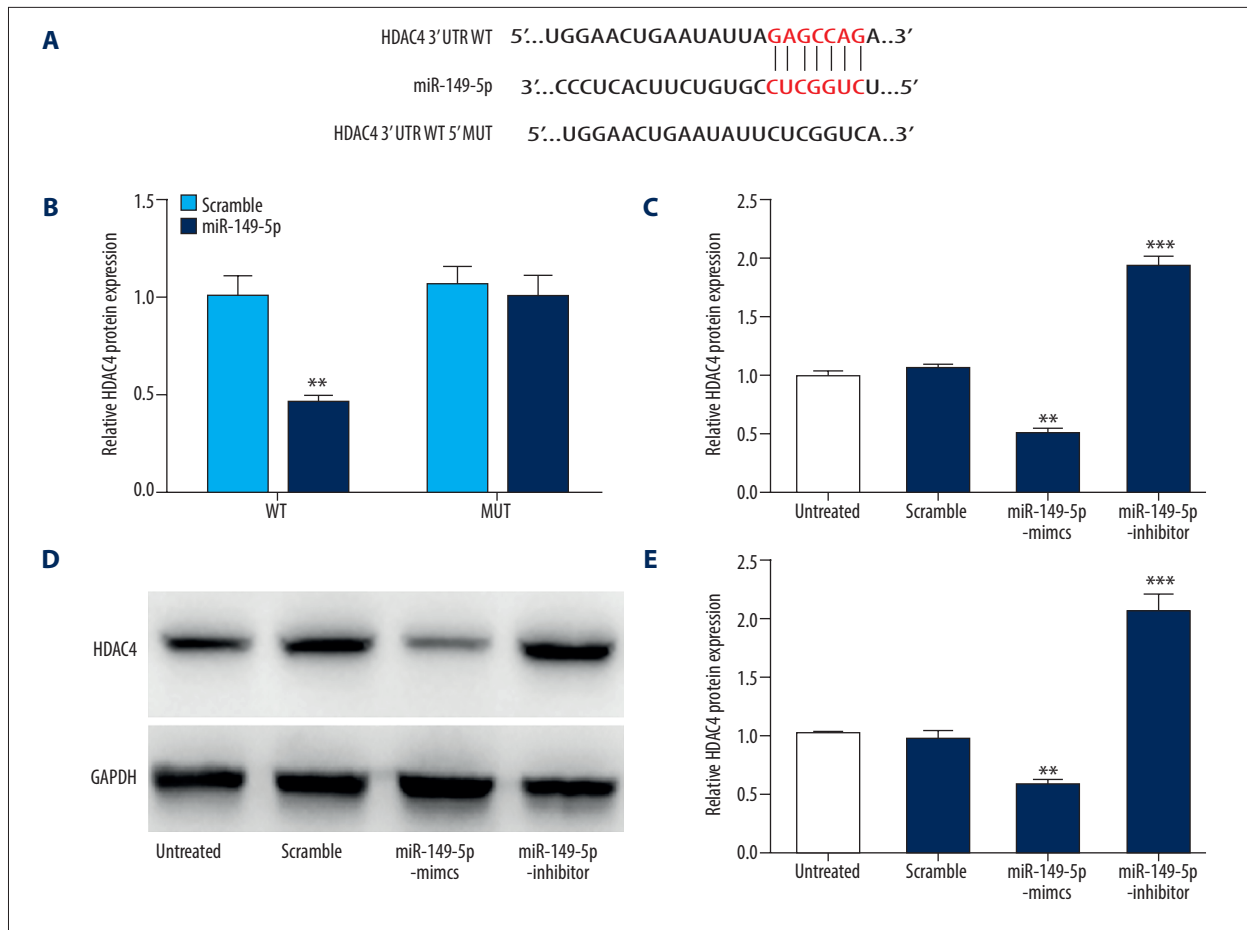 A
HDAC4 3' UTR WT 5'...UGGAACUGAAUAUUAGAGCCAGA..3'
miR-149-5p 3'...CCCUCACUUCUGUGCCUCGGUCU...5'
HDAC4 3' UTR WT 5' MUT 5'...UGGAACUGAAUAUUCUCGGUCA..3'
B
Relative HDAC4 protein expression
1.5
1.0
0.5
0.0
Scramble
miR-149-5p
**
WT MUT
C
Relative HDAC4 protein expression
2.5
2.0
1.5
1.0
0.5
0.0
**
***
Untreated Scramble miR-149-5p miR-149-5p
-mimcs -inhibitor
D
HDAC4
GAPDH
Untreated Scramble miR-149-5p miR-149-5p
-mimcs -inhibitor
E
Relative HDAC4 protein expression
2.5
2.0
1.5
1.0
0.5
0.0
**
***
Untreated Scramble miR-149-5p miR-149-5p
-mimcs -inhibitor